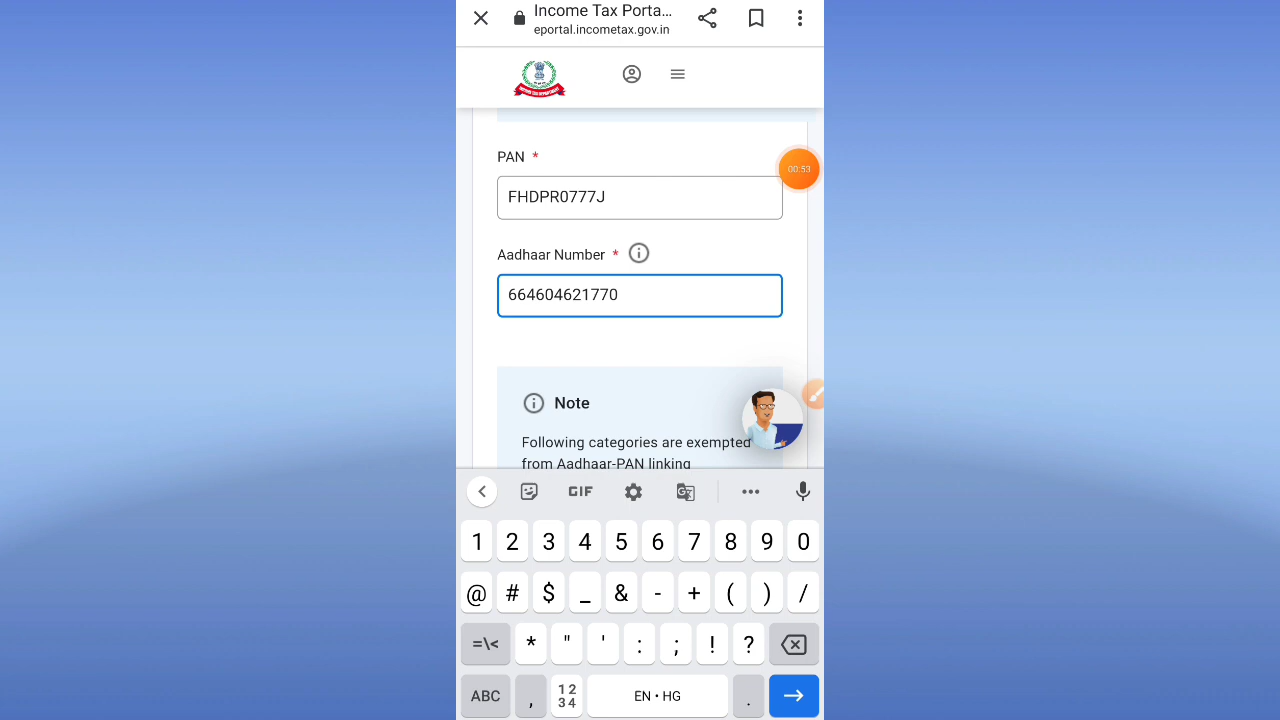 Income Tax Porta...
eportal.incometax.gov.in
PAN *
00:53
FHDPR0777J
Aadhaar Number *
664604621770
Note
Following categories are exempted
from Aadhaar-PAN linking
GIF
1 2 3 4 5 6 7 8 9 0
@ # $ _ & - + ( ) /
=\< * " ' : ; ! ?
ABC , 12 34 EN • HG .